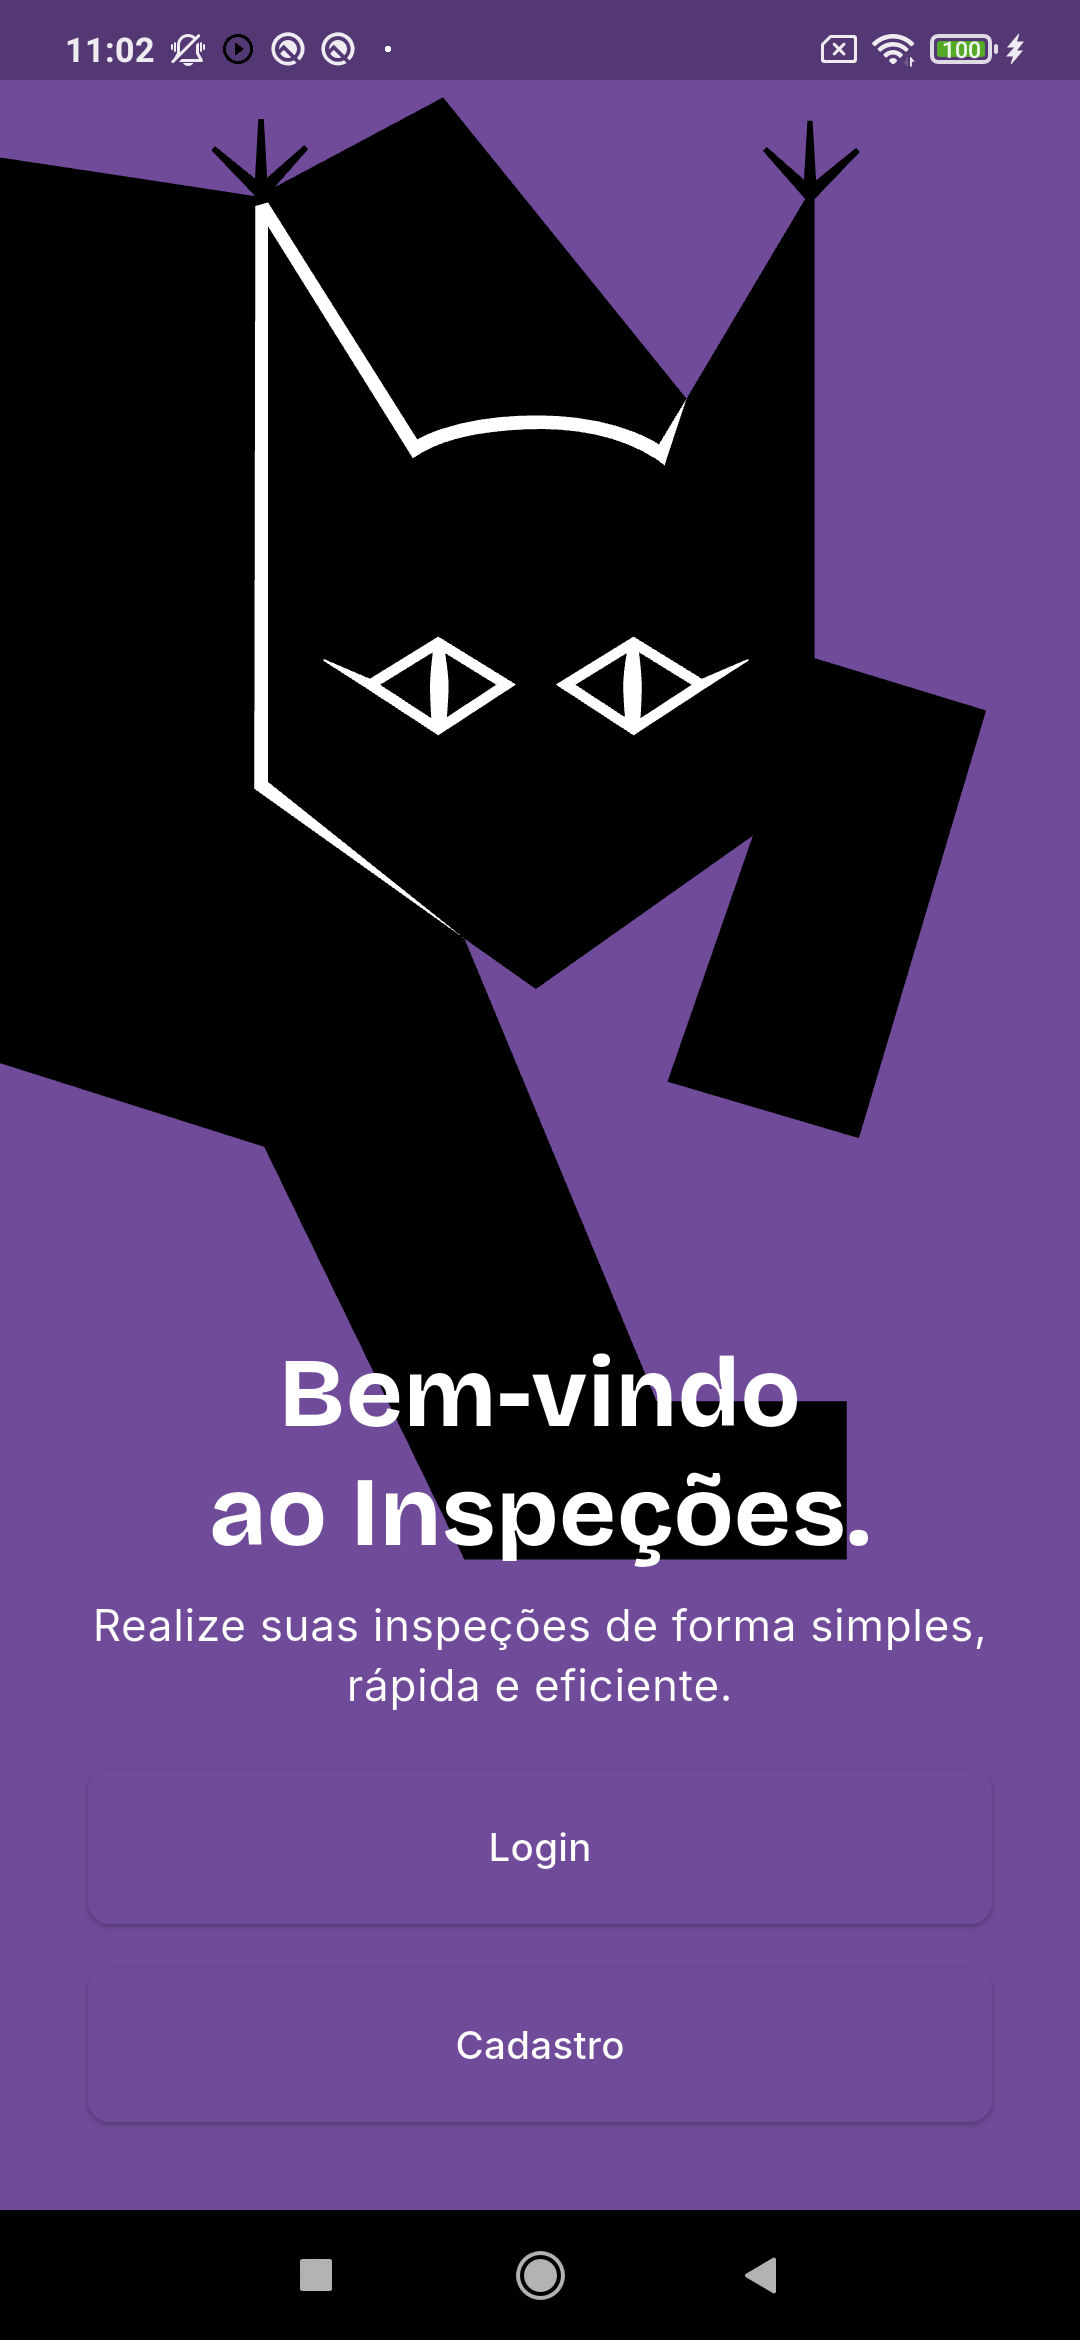 11:02
100
Bem-vindo
ao Inspeções.
Realize suas inspeções de forma simples,
rápida e eficiente.
Login
Cadastro